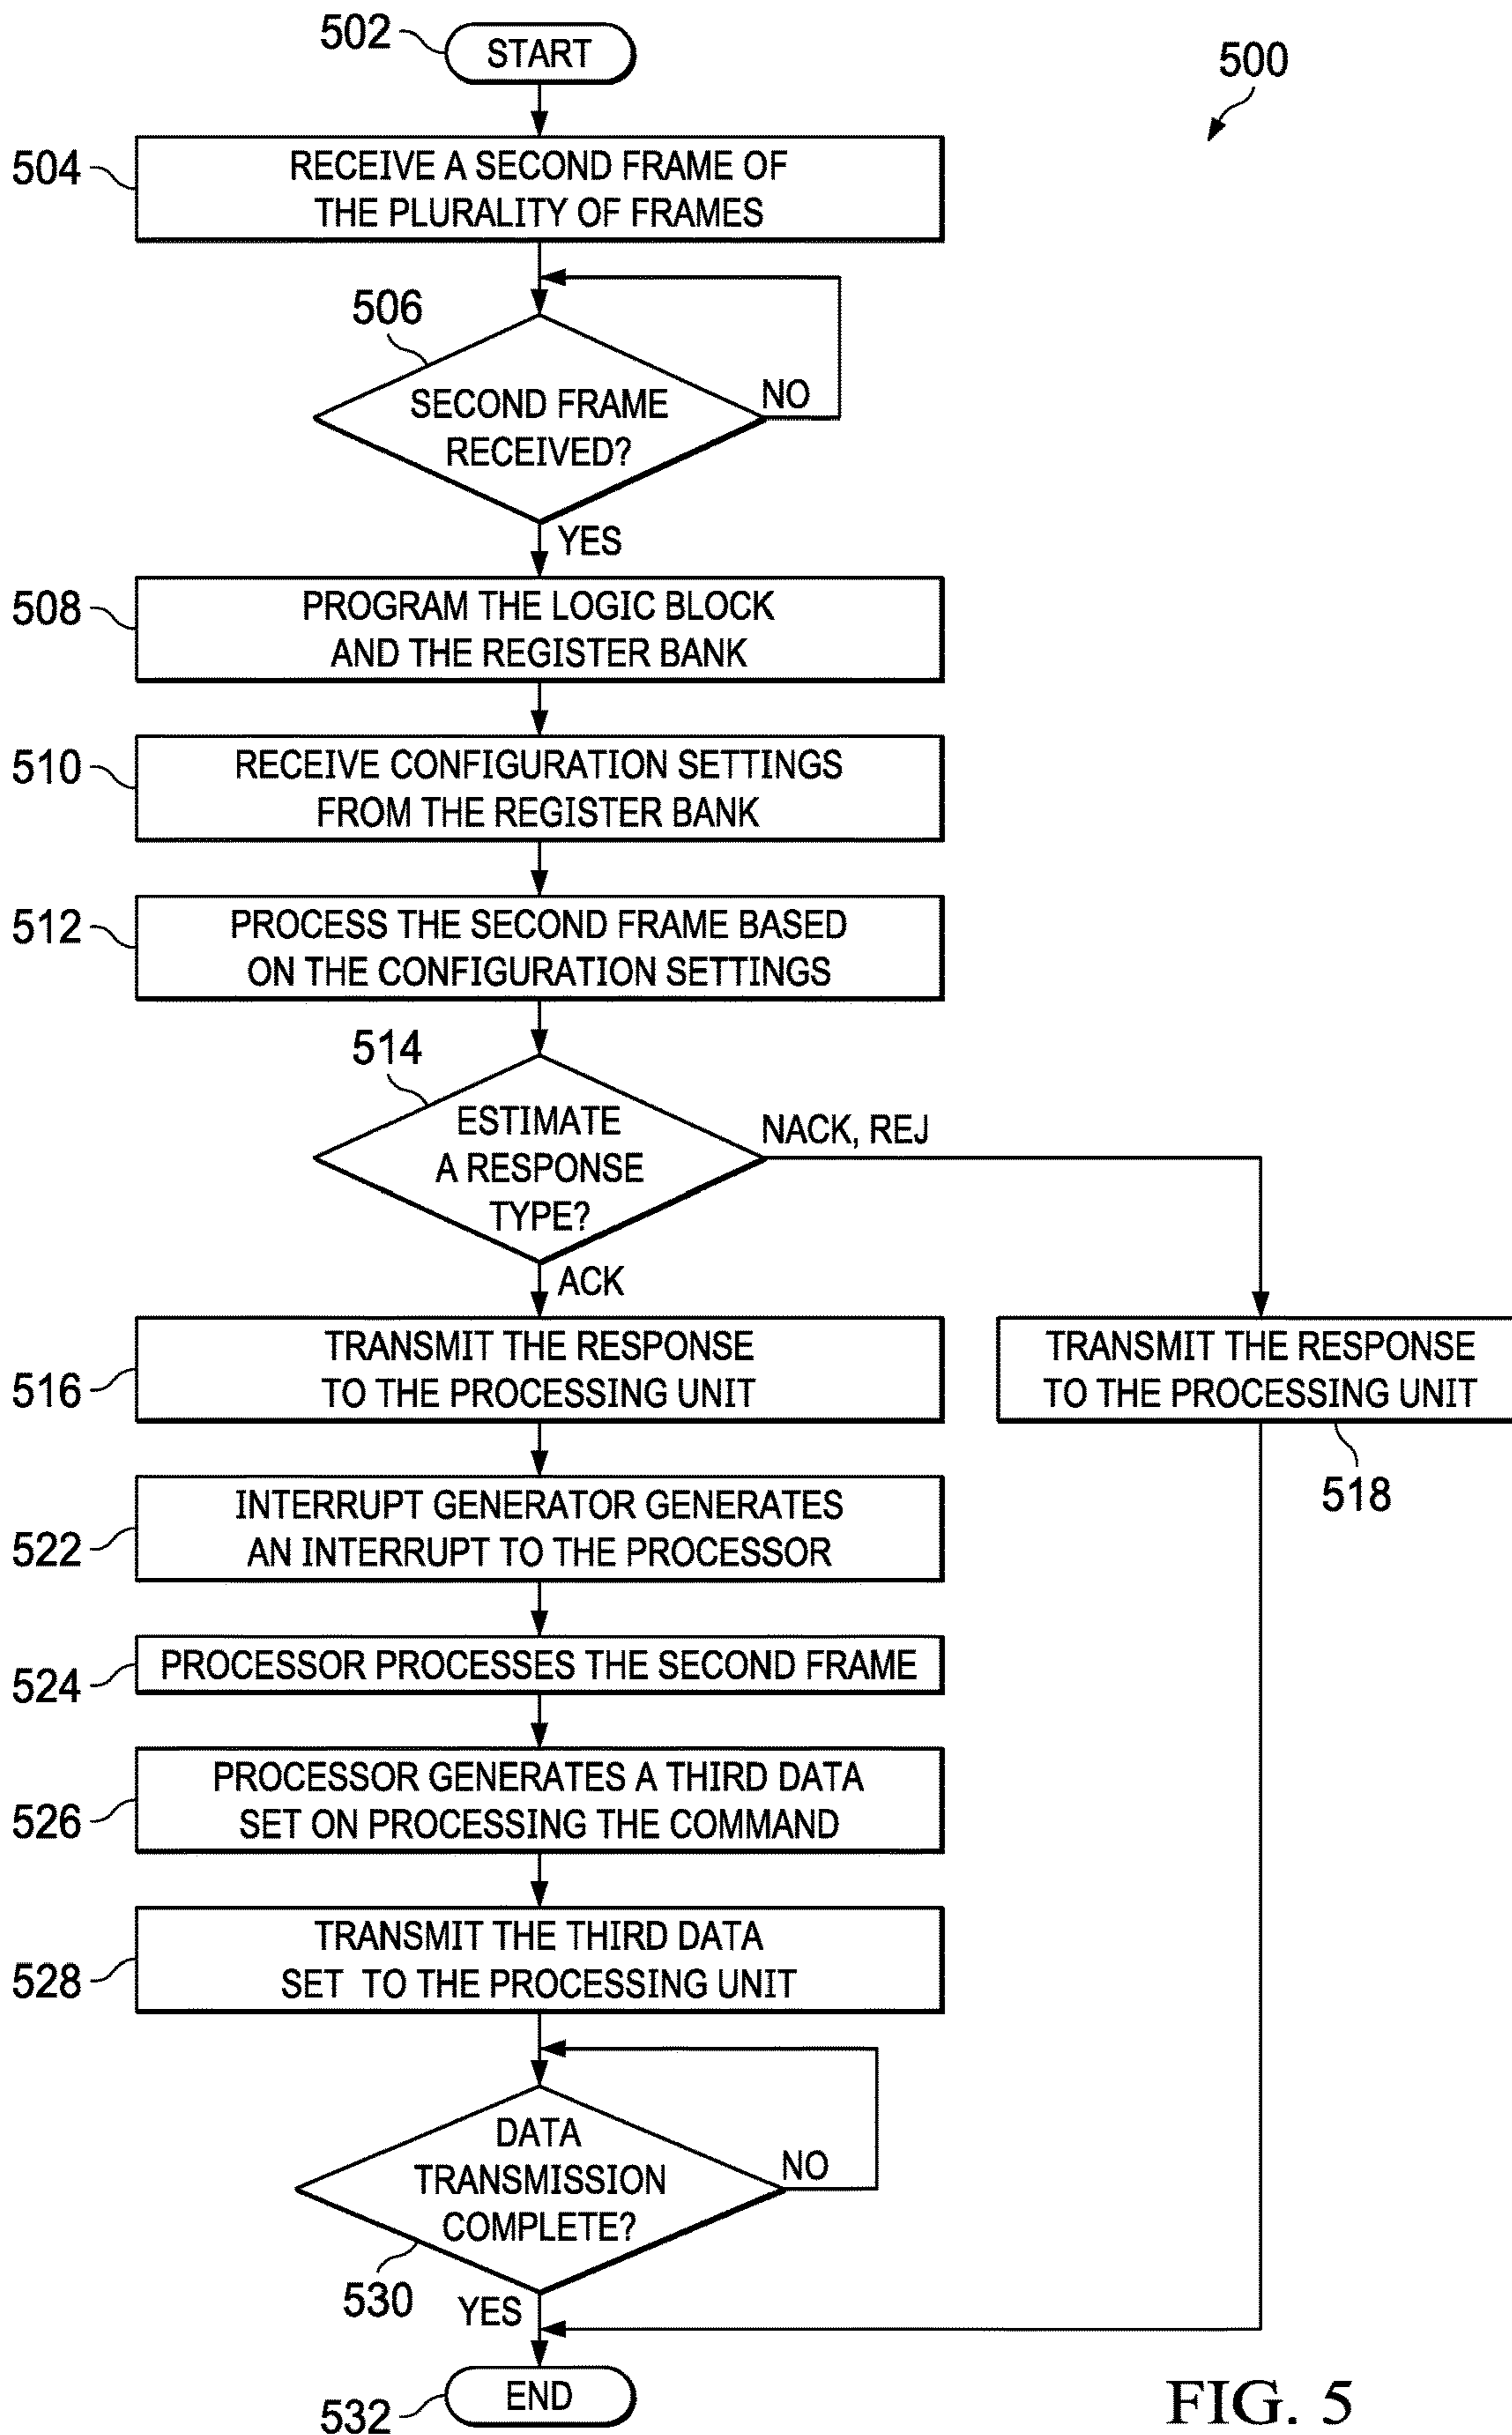 502
START
500
504
RECEIVE A SECOND FRAME OF
THE PLURALITY OF FRAMES
506
SECOND FRAME
RECEIVED?
NO
YES
508
PROGRAM THE LOGIC BLOCK
AND THE REGISTER BANK
510
RECEIVE CONFIGURATION SETTINGS
FROM THE REGISTER BANK
512
PROCESS THE SECOND FRAME BASED
ON THE CONFIGURATION SETTINGS
514
ESTIMATE
A RESPONSE
TYPE?
NACK, REJ
ACK
516
TRANSMIT THE RESPONSE
TO THE PROCESSING UNIT
TRANSMIT THE RESPONSE
TO THE PROCESSING UNIT
518
522
INTERRUPT GENERATOR GENERATES
AN INTERRUPT TO THE PROCESSOR
524
PROCESSOR PROCESSES THE SECOND FRAME
526
PROCESSOR GENERATES A THIRD DATA
SET ON PROCESSING THE COMMAND
528
TRANSMIT THE THIRD DATA
SET TO THE PROCESSING UNIT
DATA
TRANSMISSION
COMPLETE?
NO
530
YES
532
END
FIG. 5